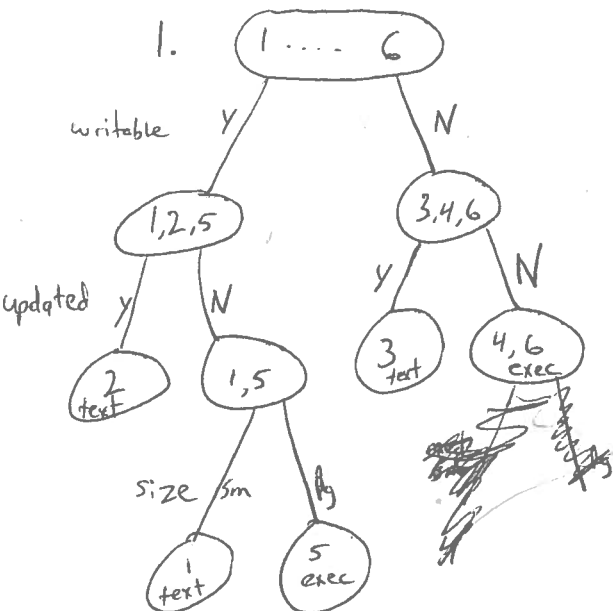 1.
1 .... 6
writable Y N
1,2,5 3,4,6
updated Y N Y N
2 text
1,5
3 text
4, 6 exec
size sm lg
1 text
5 exec